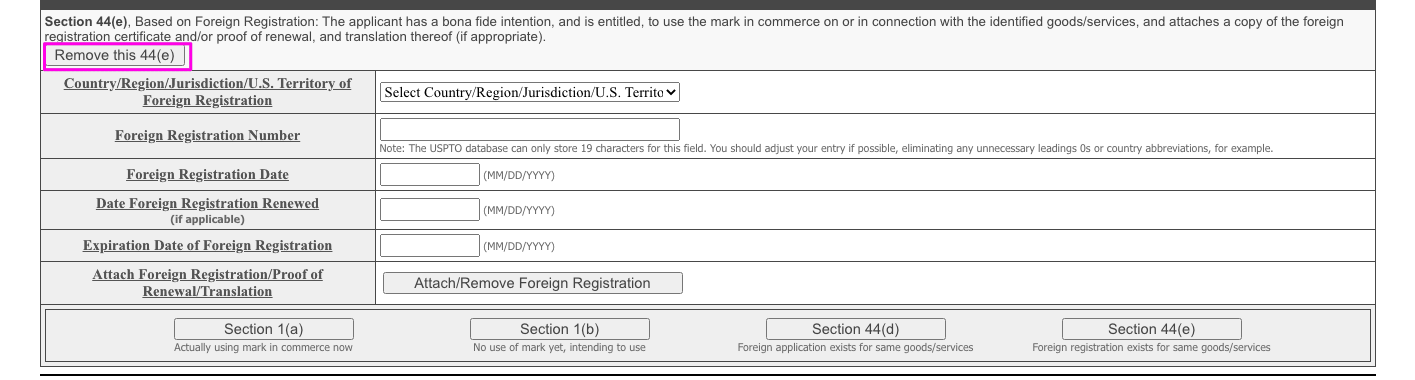 Section 44(e), Based on Foreign Registration: The applicant has a bona fide intention, and is entitled, to use the mark in commerce on or in connection with the identified goods/services, and attaches a copy of the foreign
registration certificate and/or proof of renewal, and translation thereof (if appropriate).
Remove this 44(e)
Country/Region/Jurisdiction/U.S. Territory of
Foreign Registration
Select Country/Region/Jurisdiction/U.S. Territo
Foreign Registration Number
Note: The USPTO database can only store 19 characters for this field. You should adjust your entry if possible, eliminating any unnecessary leadings 0s or country abbreviations, for example.
Foreign Registration Date
(MM/DD/YYYY)
Date Foreign Registration Renewed
(if applicable)
(MM/DD/YYYY)
Expiration Date of Foreign Registration
(MM/DD/YYYY)
Attach Foreign Registration/Proof of
Renewal/Translation
Attach/Remove Foreign Registration
Section 1(a)
Actually using mark in commerce now
Section 1(b)
No use of mark yet, intending to use
Section 44(d)
Foreign application exists for same goods/services
Section 44(e)
Foreign registration exists for same goods/services